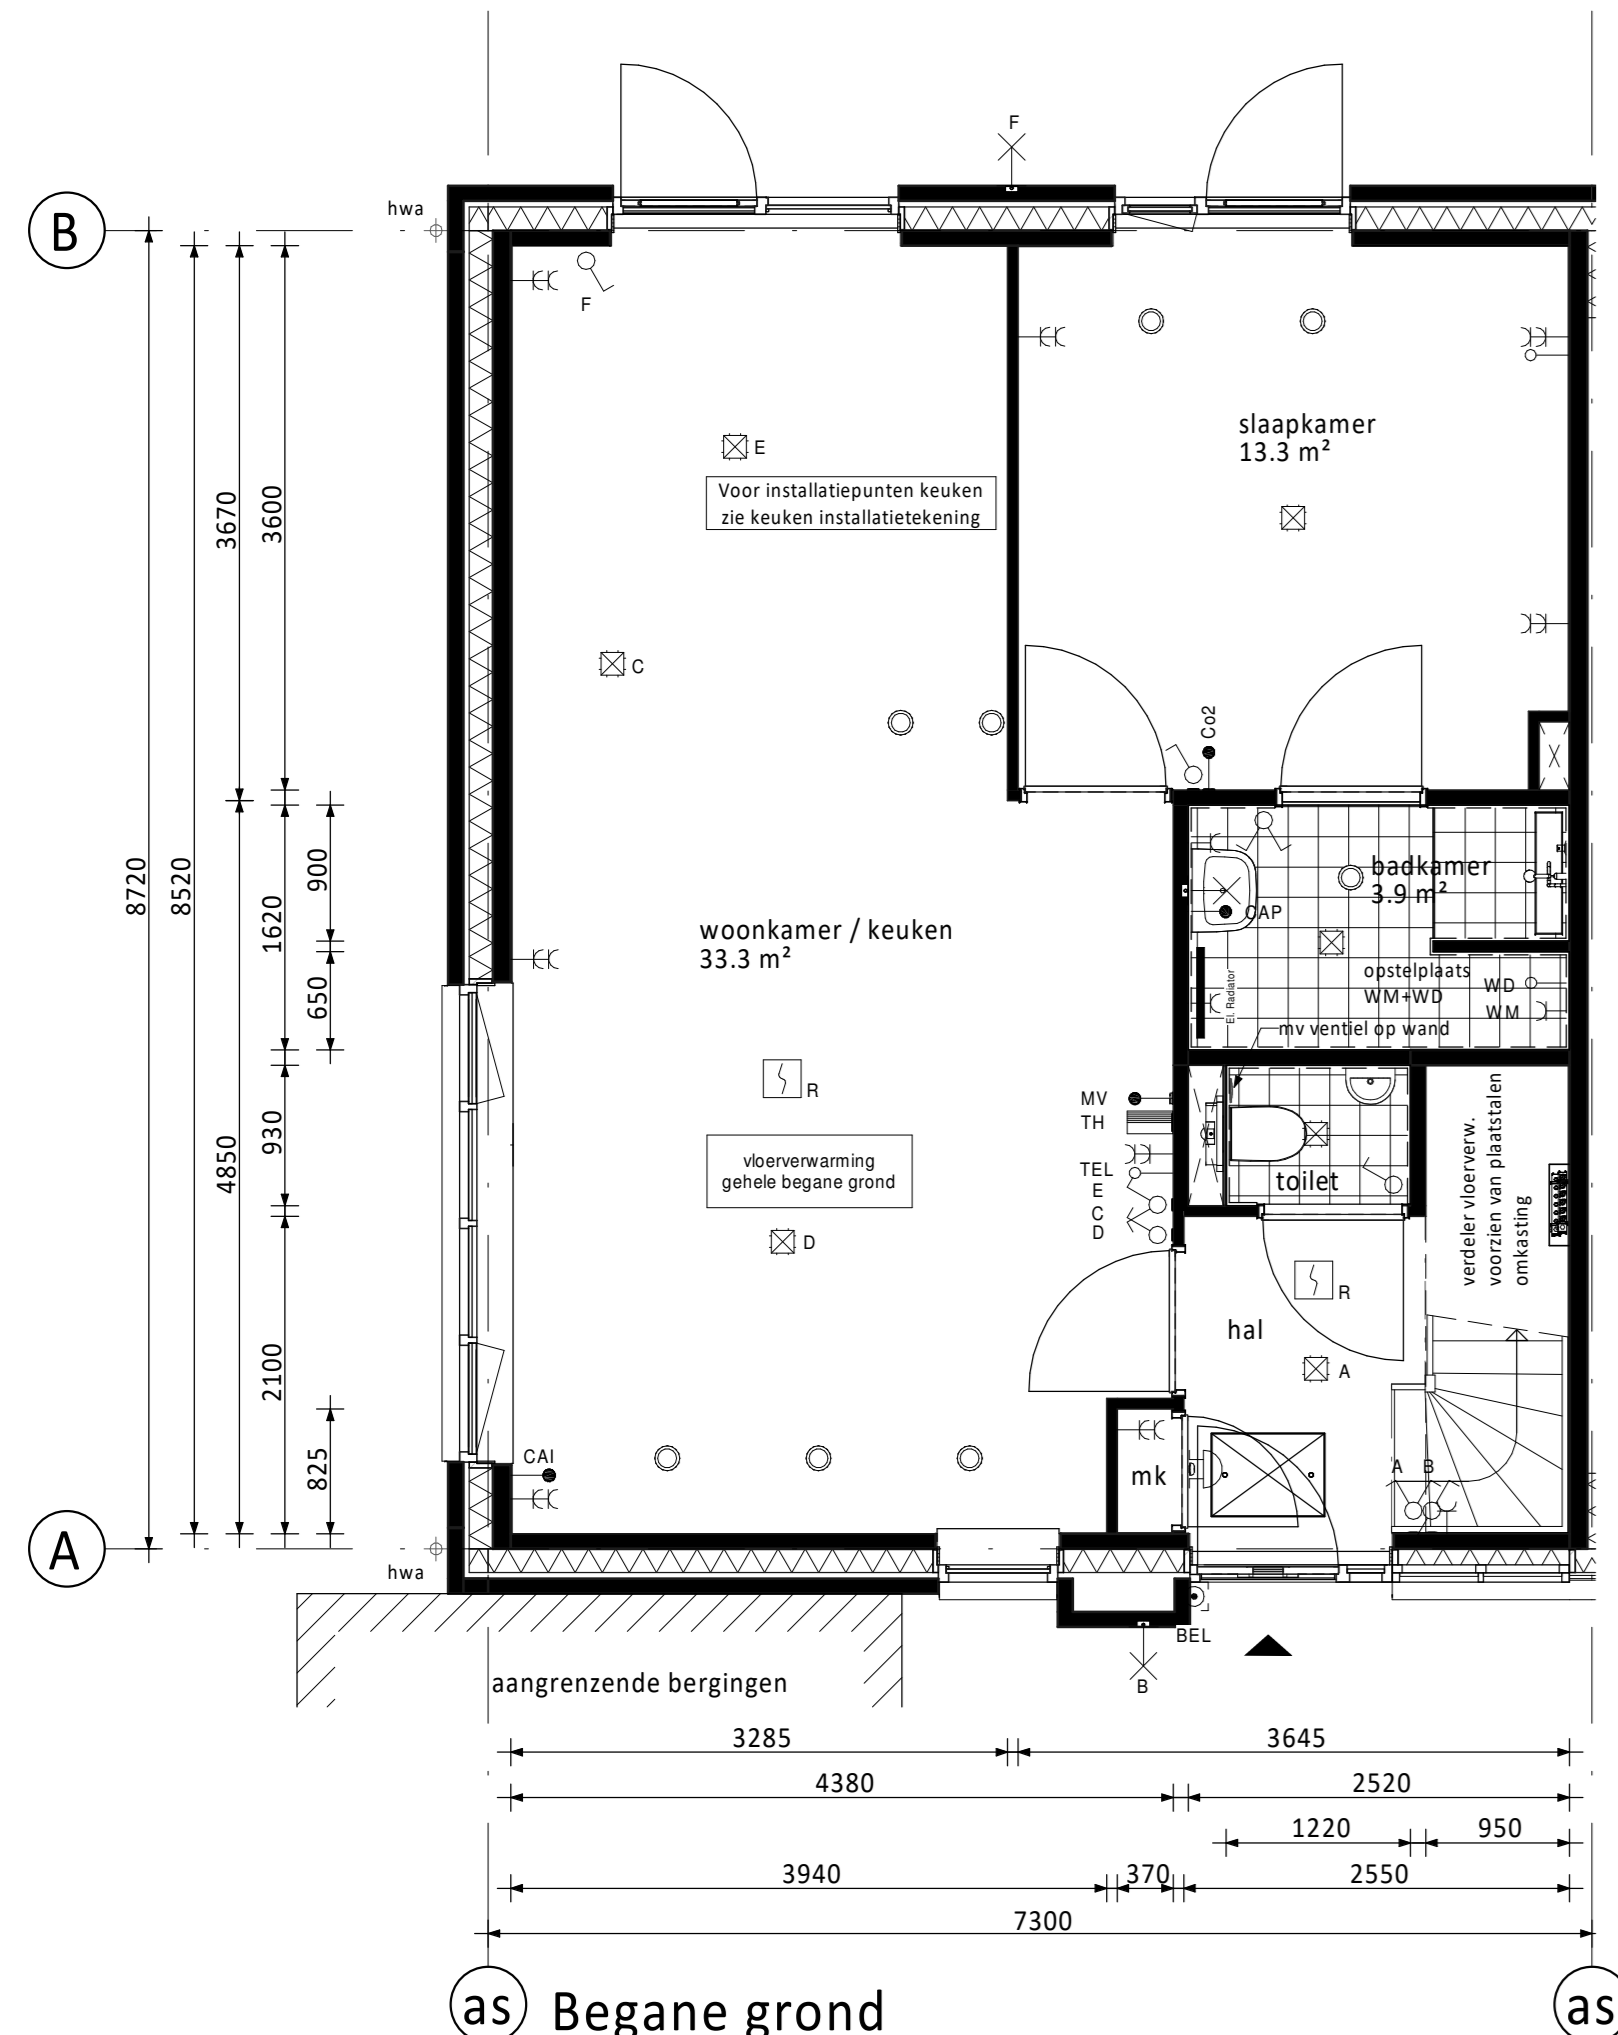 F
B
hwa
F
slaapkamer
13.3 m²
E
Voor installatiepunten keuken
zie keuken installatietekening
3670
3600
C
Co2
8720
8520
900
1620
650
badkamer
3.9 m²
CAP
woonkamer / keuken
33.3 m²
opstelplaats
WM+WD
WD
WM
El. Radiator
mv ventiel op wand
R
MV
TH
TEL
E
C
D
4850
930
vloerverwarming
gehele begane grond
toilet
verdeler vloerverw.
voorzien van plaatstalen
omkasting
D
R
hal
A
2100
825
CAI
mk
A B
A
hwa
BEL
B
aangrenzende bergingen
3285
3645
4380
2520
1220
950
3940
370
2550
7300
as
Begane grond
as